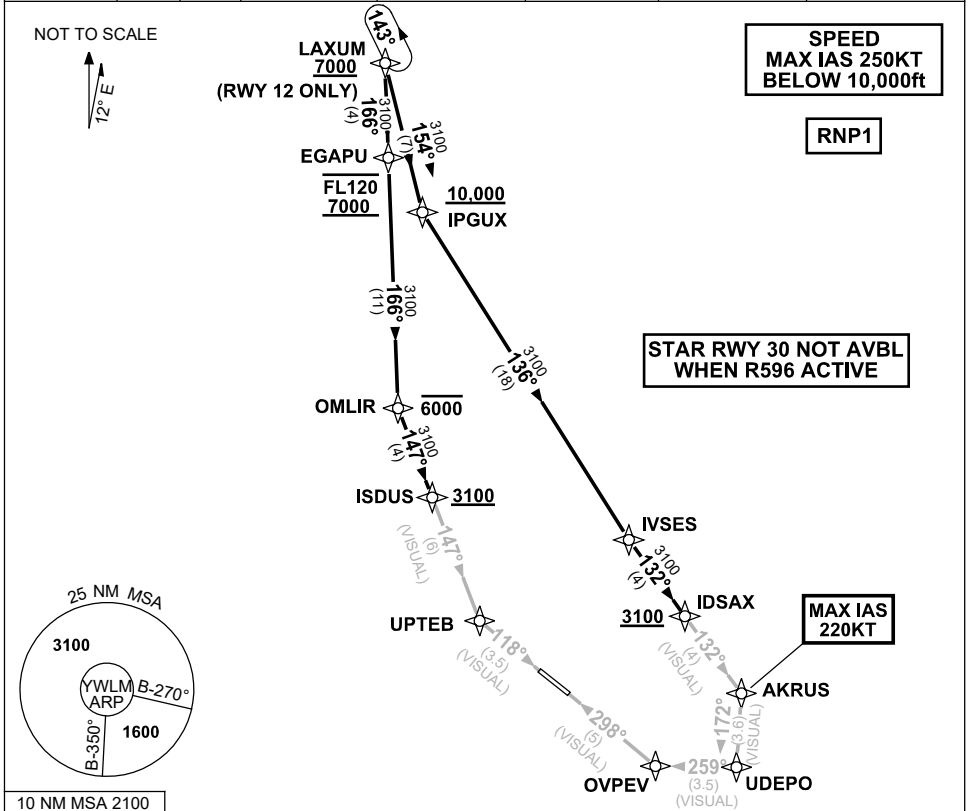 NOT TO SCALE
12° E
143°
LAXUM
7000
(RWY 12 ONLY)
SPEED
MAX IAS 250KT
BELOW 10,000ft
RNP1
3100
166°
(4)
3100
154°
(7)
EGAPU
FL120
7000
10,000
IPGUX
3100
166°
(11)
3100
136°
(18)
STAR RWY 30 NOT AVBL
WHEN R596 ACTIVE
OMLIR
6000
3100
147°
(4)
ISDUS
3100
147°
(6)
(VISUAL)
IVSES
3100
132°
(4)
IDSAX
3100
MAX IAS
220KT
UPTEB
118°
(3.5)
(VISUAL)
132°
(4)
(VISUAL)
AKRUS
172°
(3.6)
(VISUAL)
298°
(5)
(VISUAL)
OVPEV
259°
(3.5)
(VISUAL)
UDEPO
25 NM MSA
3100
YWLM
ARP
B-270°
B-350°
1600
10 NM MSA 2100